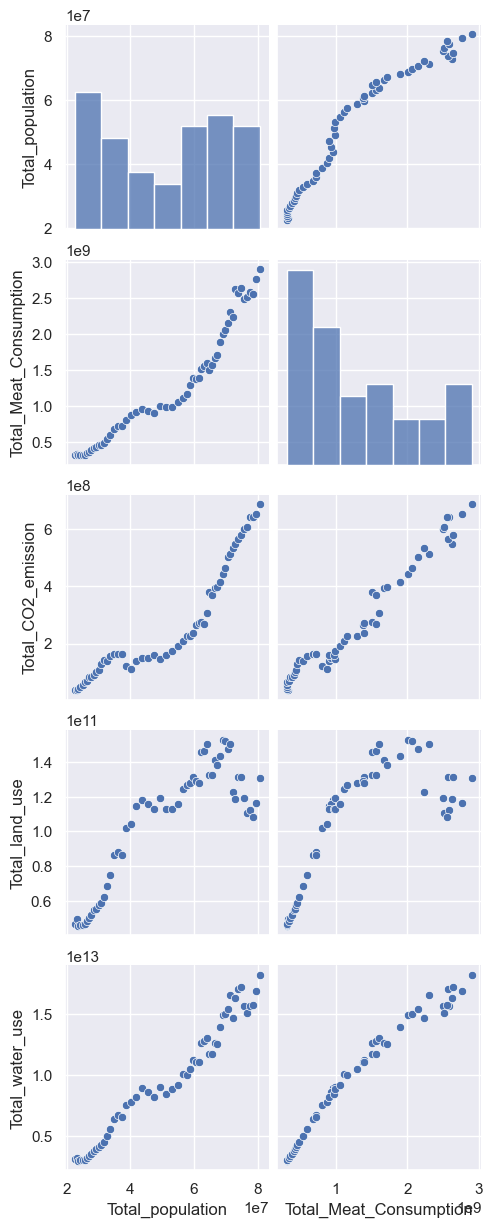 1e7
8
6
4
2
Total_population
1e9
3.0
2.5
2.0
1.5
1.0
0.5
Total_Meat_Consumption
1e8
6
4
2
Total_CO2_emission
1e11
1.4
1.2
1.0
0.8
0.6
Total_land_use
1e13
1.5
1.0
0.5
Total_water_use
2 4 6 8 1 2 3
Total_population 1e7 Total_Meat_Consumption 1e9